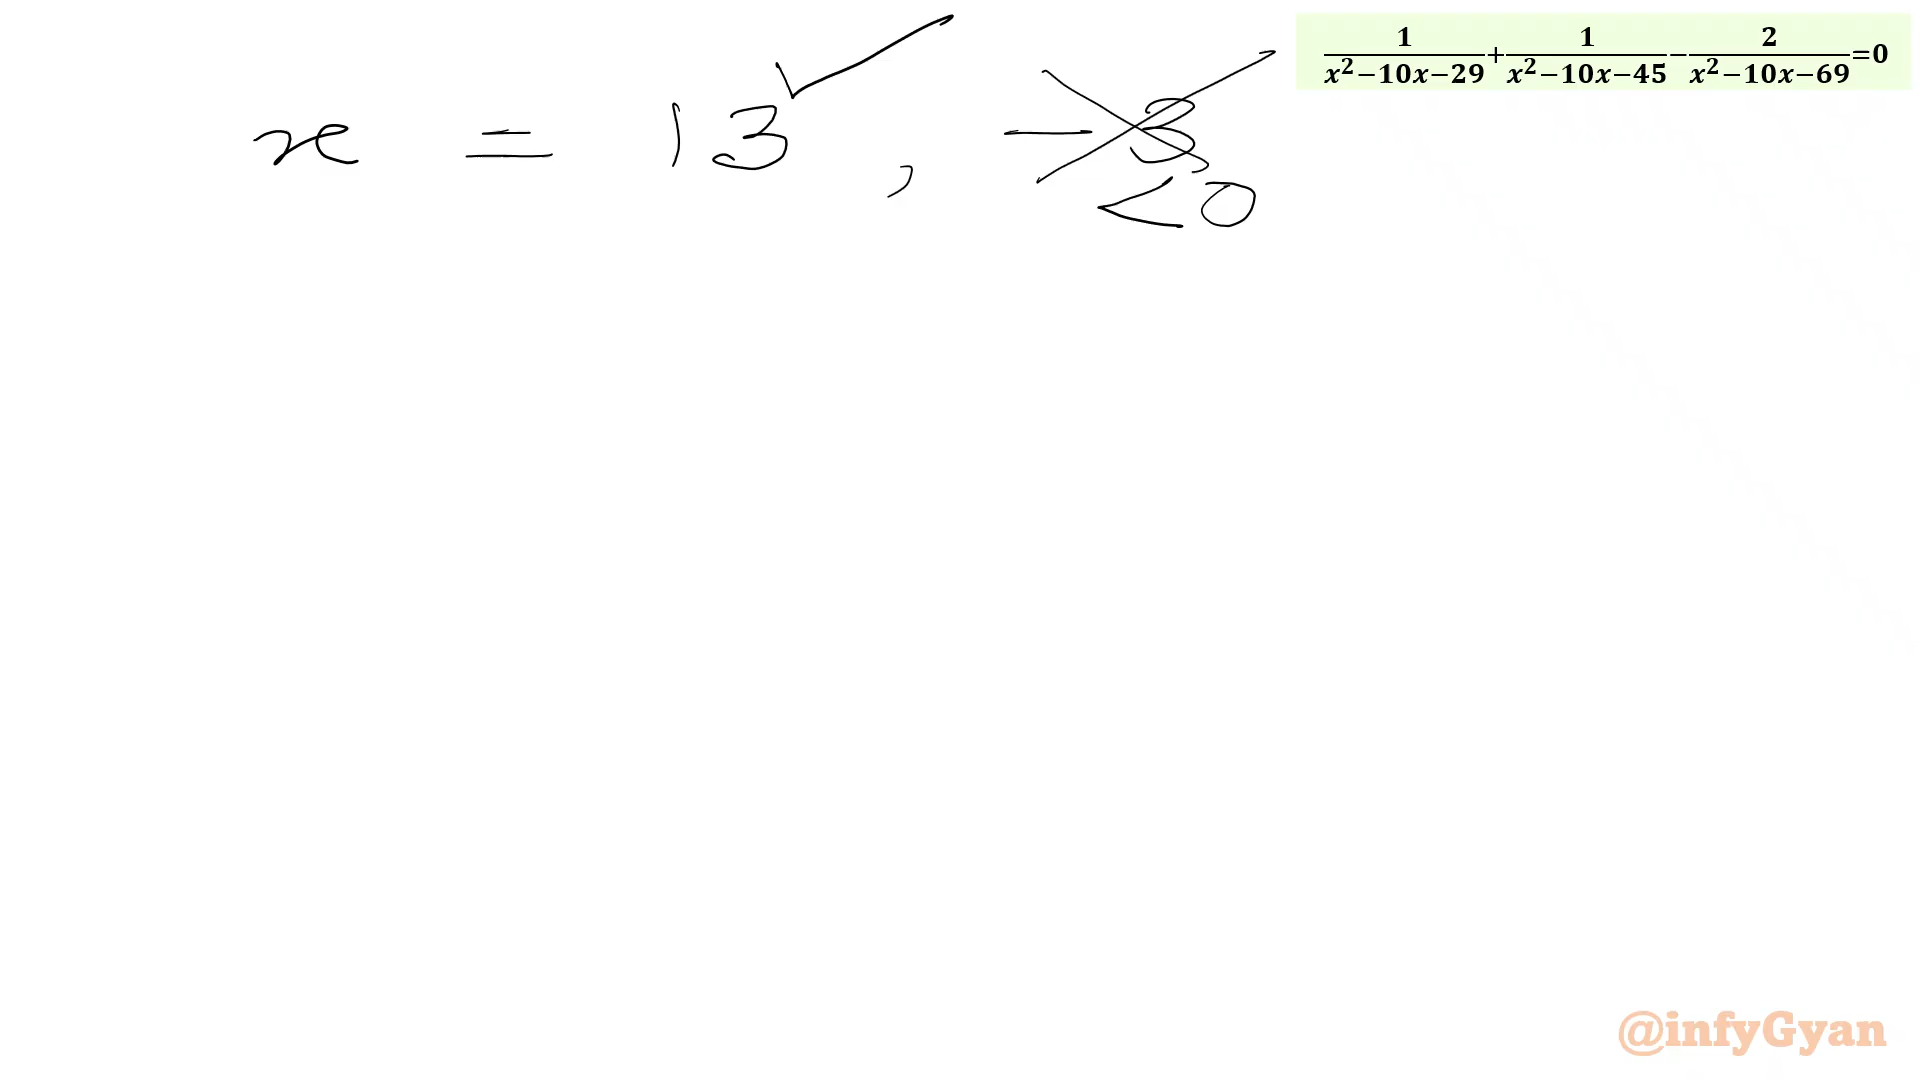 x = 13 , -3
<0
1/(x²−10x−29)+1/(x²−10x−45)−2/(x²−10x−69)=0
@infyGyan